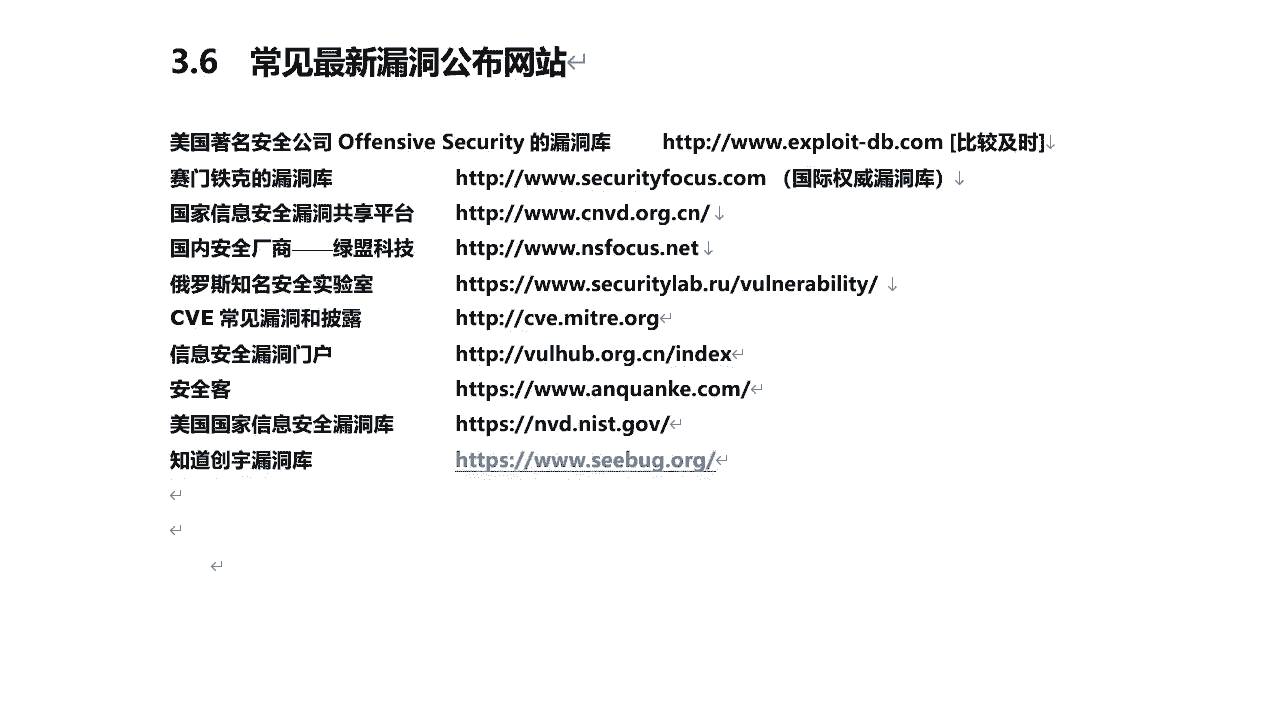 3.6 常见最新漏洞公布网站
美国著名安全公司 Offensive Security 的漏洞库 http://www.exploit-db.com [比较及时]
赛门铁克的漏洞库 http://www.securityfocus.com （国际权威漏洞库）
国家信息安全漏洞共享平台 http://www.cnvd.org.cn/
国内安全厂商——绿盟科技 http://www.nsfocus.net
俄罗斯知名安全实验室 https://www.securitylab.ru/vulnerability/
CVE 常见漏洞和披露 http://cve.mitre.org
信息安全漏洞门户 http://vulhub.org.cn/index
安全客 https://www.anquanke.com/
美国国家信息安全漏洞库 https://nvd.nist.gov/
知道创宇漏洞库 https://www.seebug.org/